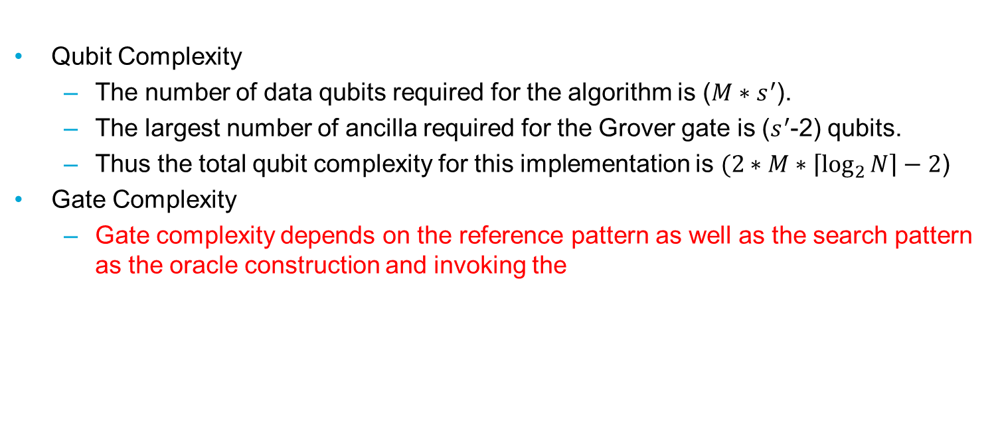 • Qubit Complexity
– The number of data qubits required for the algorithm is (𝑀 ∗ 𝑠′).
– The largest number of ancilla required for the Grover gate is (𝑠′-2) qubits.
– Thus the total qubit complexity for this implementation is (2 ∗ 𝑀 ∗ ⌈log₂ 𝑁⌉ − 2)
• Gate Complexity
– Gate complexity depends on the reference pattern as well as the search pattern
as the oracle construction and invoking the